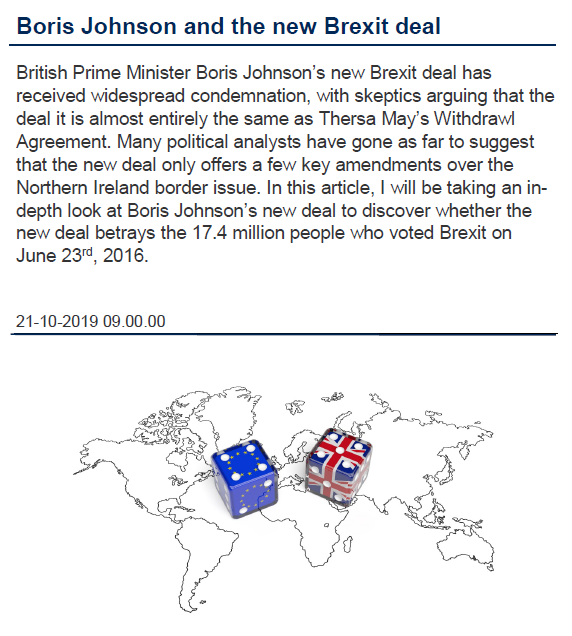 Boris Johnson and the new Brexit deal
British Prime Minister Boris Johnson's new Brexit deal has
received widespread condemnation, with skeptics arguing that the
deal it is almost entirely the same as Thersa May's Withdrawl
Agreement. Many political analysts have gone as far to suggest
that the new deal only offers a few key amendments over the
Northern Ireland border issue. In this article, I will be taking an in-
depth look at Boris Johnson's new deal to discover whether the
new deal betrays the 17.4 million people who voted Brexit on
June 23rd, 2016.
21-10-2019 09.00.00